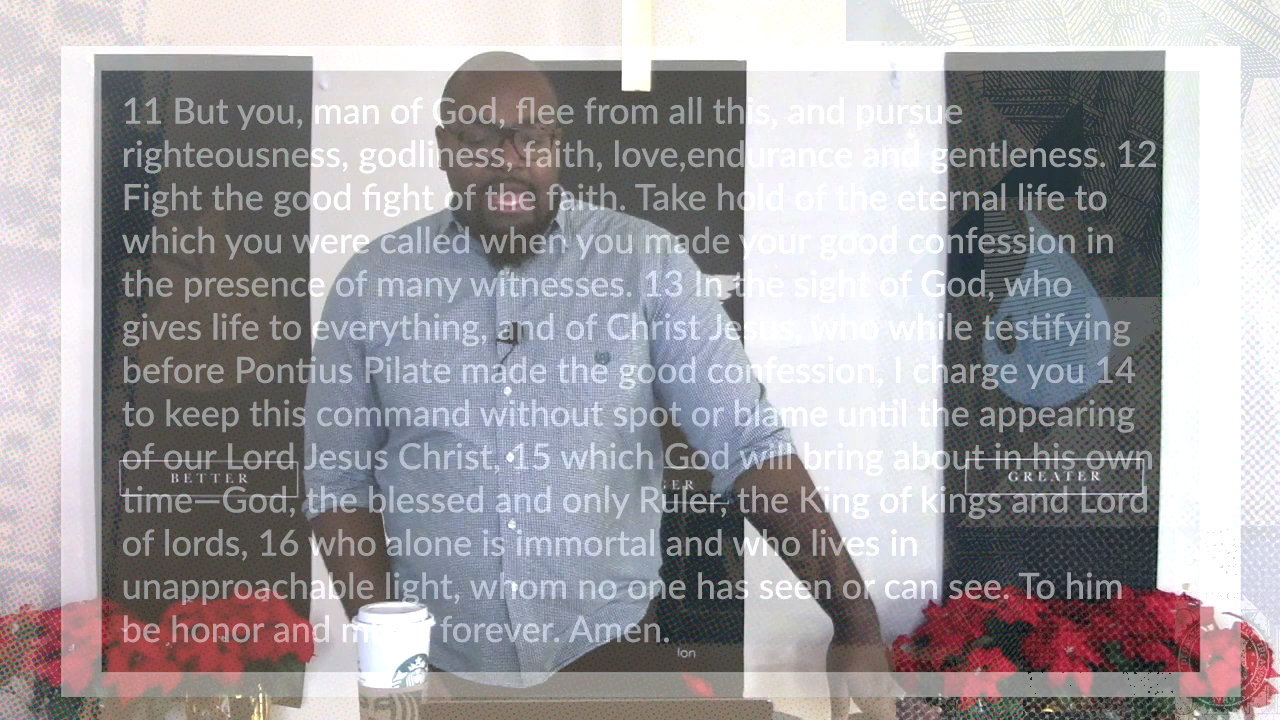 11 But you, man of God, flee from all this, and pursue
righteousness, godliness, faith, love,endurance and gentleness. 12
Fight the good fight of the faith. Take hold of the eternal life to
which you were called when you made your good confession in
the presence of many witnesses. 13 In the sight of God, who
gives life to everything, and of Christ Jesus, who while testifying
before Pontius Pilate made the good confession, I charge you 14
to keep this command without spot or blame until the appearing
of our Lord Jesus Christ, 15 which God will bring about in his own
time—God, the blessed and only Ruler, the King of kings and Lord
of lords, 16 who alone is immortal and who lives in
unapproachable light, whom no one has seen or can see. To him
be honor and forever. Amen.
BETTER
GREATER